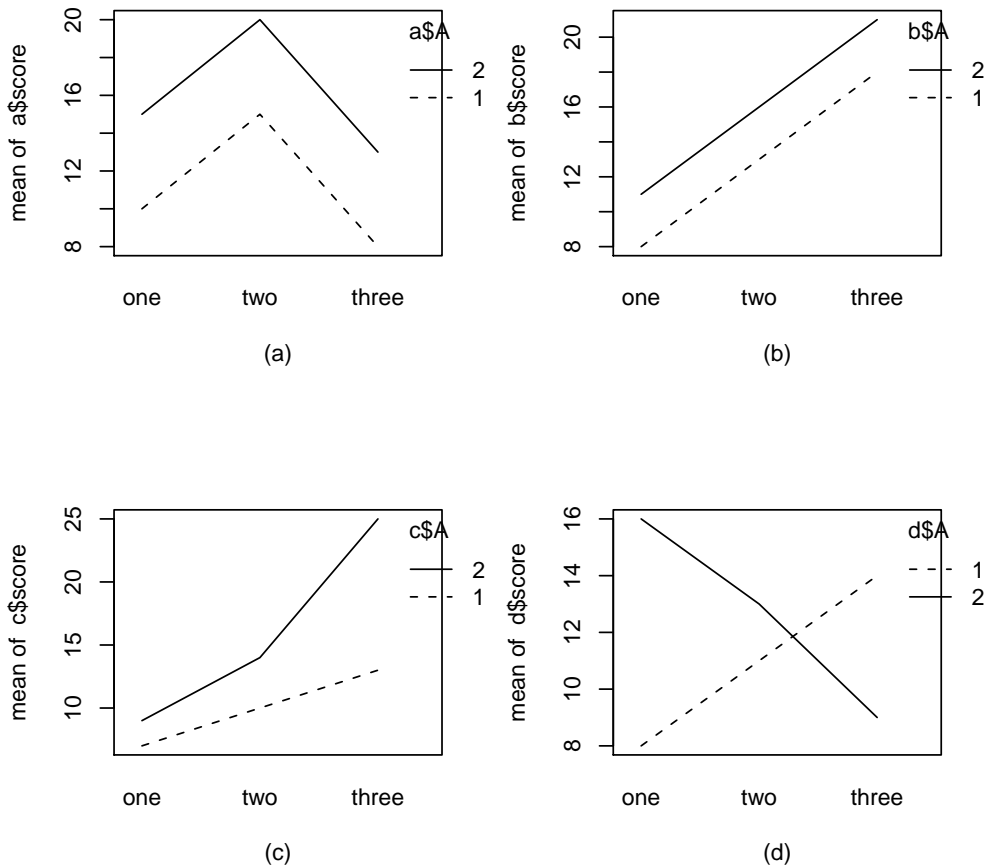 mean of  a$score
20
16
12
8
a$A
2
1
one
two
three
(a)
mean of  b$score
20
16
12
8
b$A
2
1
one
two
three
(b)
mean of  c$score
25
20
15
10
c$A
2
1
one
two
three
(c)
mean of  d$score
16
14
12
10
8
d$A
1
2
one
two
three
(d)